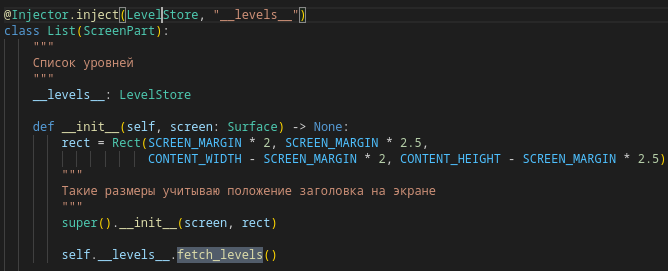 @Injector.inject(LevelStore, "__levels__")
class List(ScreenPart):
"""
Список уровней
"""
__levels__: LevelStore
def __init__(self, screen: Surface) -> None:
rect = Rect(SCREEN_MARGIN * 2, SCREEN_MARGIN * 2.5,
CONTENT_WIDTH - SCREEN_MARGIN * 2, CONTENT_HEIGHT - SCREEN_MARGIN * 2.5)
"""
Такие размеры учитываю положение заголовка на экране
"""
super().__init__(screen, rect)
self.__levels__.fetch_levels()